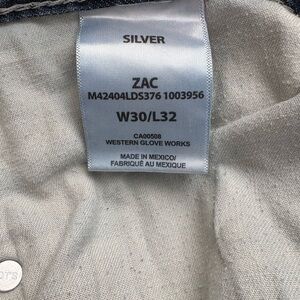 SILVER
ZAC
M42404LDS376 1003956
W30/L32
CA00508
WESTERN GLOVE WORKS
MADE IN MEXICO/
FABRIQUÉ AU MEXIQUE